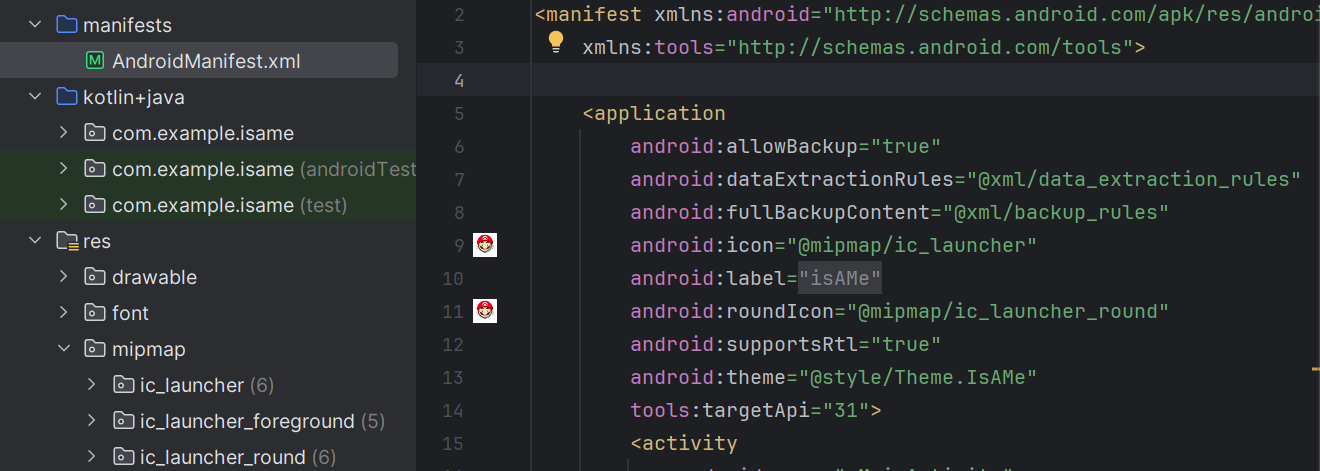 manifests
AndroidManifest.xml
kotlin+java
com.example.isame
com.example.isame (androidTest
com.example.isame (test)
res
drawable
font
mipmap
ic_launcher (6)
ic_launcher_foreground (5)
ic_launcher_round (6)
2 <manifest xmlns:android="http://schemas.android.com/apk/res/andro
3 xmlns:tools="http://schemas.android.com/tools">
4
5 <application
6 android:allowBackup="true"
7 android:dataExtractionRules="@xml/data_extraction_rules"
8 android:fullBackupContent="@xml/backup_rules"
9 android:icon="@mipmap/ic_launcher"
10 android:label="isAMe"
11 android:roundIcon="@mipmap/ic_launcher_round"
12 android:supportsRtl="true"
13 android:theme="@style/Theme.IsAMe"
14 tools:targetApi="31">
15 <activity